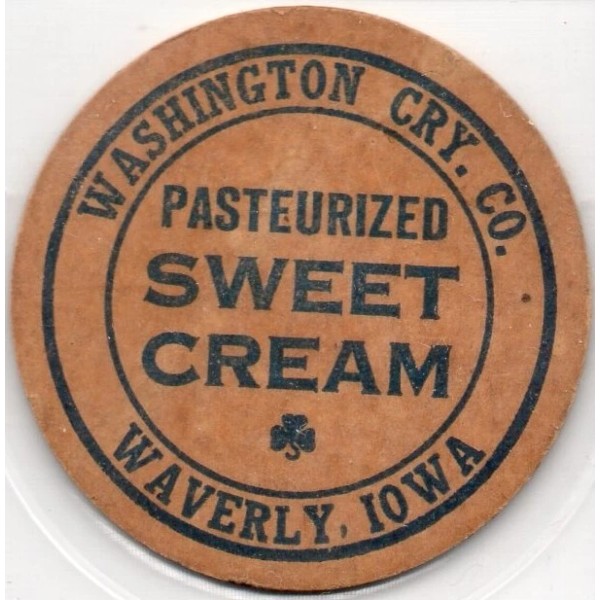 WASHINGTON CRY. CO.
PASTEURIZED
SWEET
CREAM
WAVERLY, IOWA